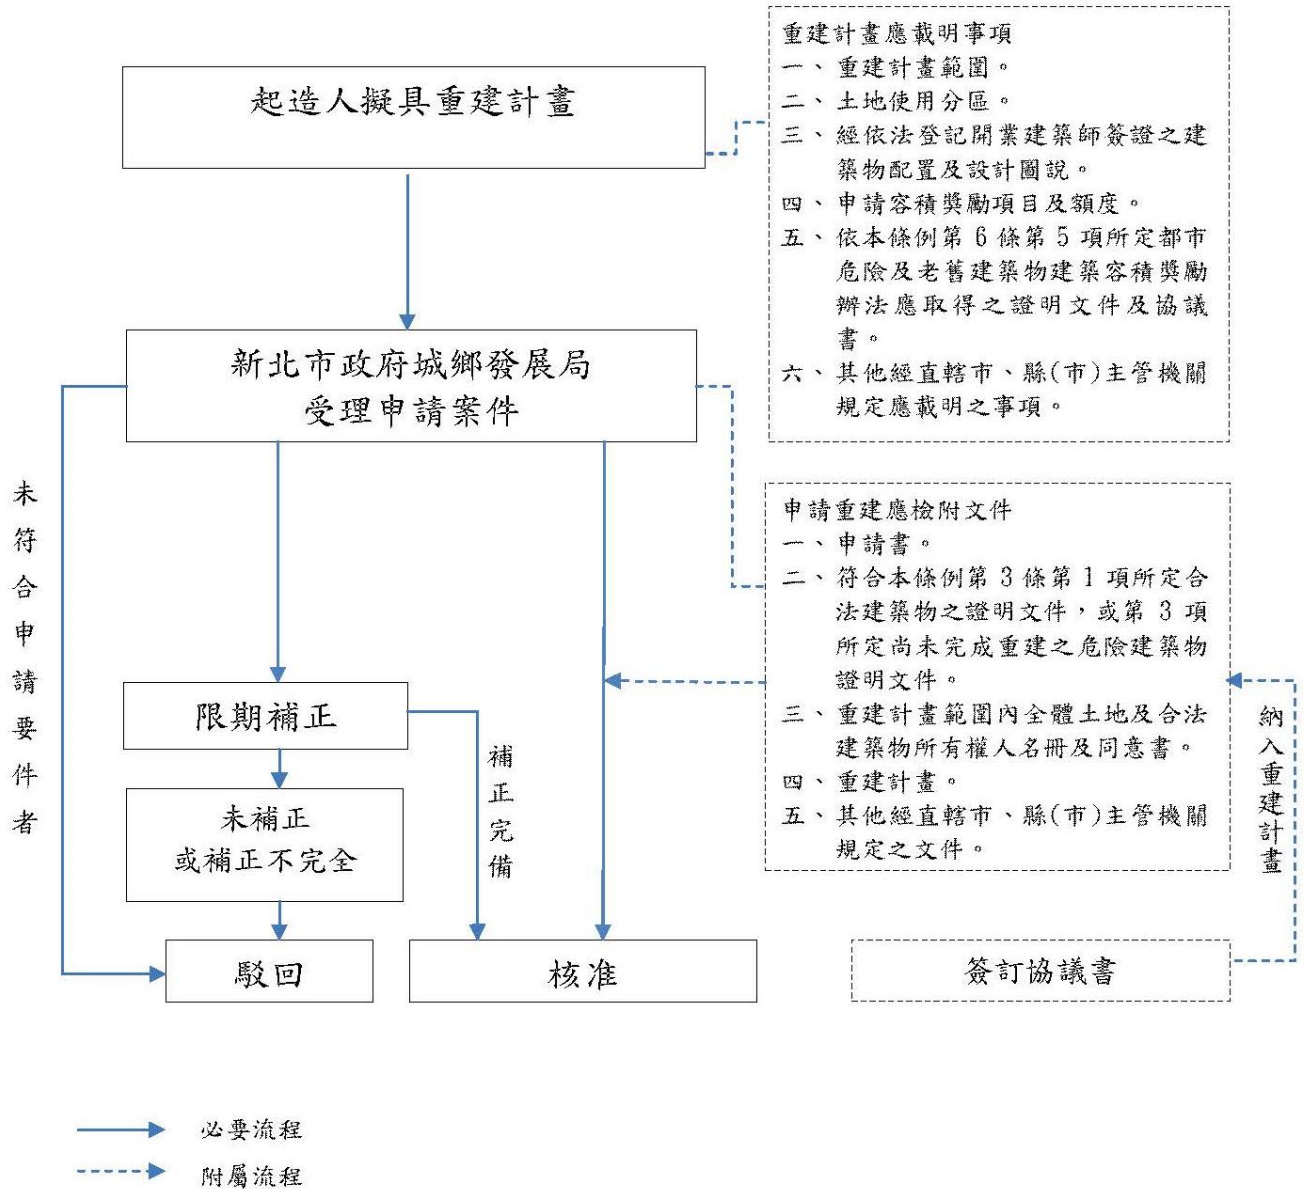 起造人擬具重建計畫
重建計畫應載明事項
一、重建計畫範圍。
二、土地使用分區。
三、經依法登記開業建築師簽證之建
築物配置及設計圖說。
四、申請容積獎勵項目及額度。
五、依本條例第 6 條第 5 項所定都市
危險及老舊建築物建築容積獎勵
辦法應取得之證明文件及協議
書。
六、其他經直轄市、縣(市)主管機關
規定應載明之事項。
新北市政府城鄉發展局
受理申請案件
未符合申請要件者
申請重建應檢附文件
一、申請書。
二、符合本條例第 3 條第 1 項所定合
法建築物之證明文件，或第 3 項
所定尚未完成重建之危險建築物
證明文件。
三、重建計畫範圍內全體土地及合法
建築物所有權人名冊及同意書。
四、重建計畫。
五、其他經直轄市、縣(市)主管機關
規定之文件。
納入重建計畫
限期補正
補正完備
未補正
或補正不完全
駁回
核准
簽訂協議書
必要流程
附屬流程